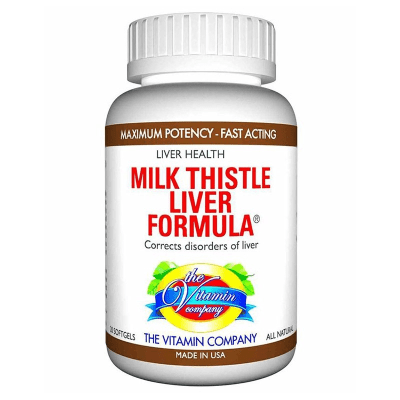 MAXIMUM POTENCY - FAST ACTING
LIVER HEALTH
MILK THISTLE
LIVER
FORMULA®
Corrects disorders of liver
the
Vitamin
company
SOFTGELS
THE VITAMIN COMPANY
ALL NATURAL
MADE IN USA